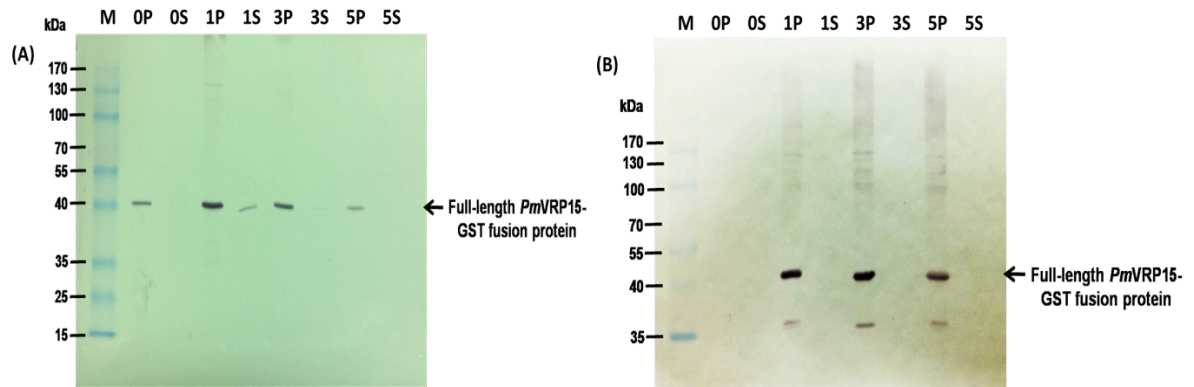 kDa M 0P 0S 1P 1S 3P 3S 5P 5S
(A)
170
130
100
70
55
40
35
25
15
Full-length PmVRP15-
GST fusion protein
M 0P 0S 1P 1S 3P 3S 5P 5S
(B)
kDa
170
130
100
70
55
40
35
Full-length PmVRP15-
GST fusion protein